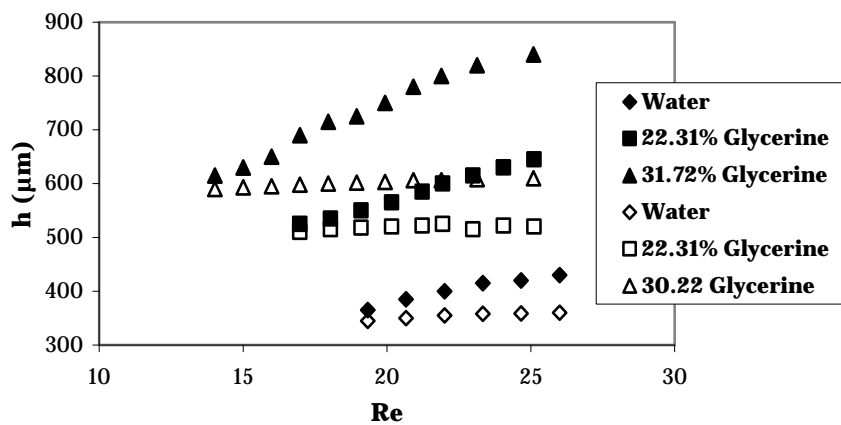 900
800
700
600
500
400
300
h (µm)
10
15
20
25
30
Re
Water
22.31% Glycerine
31.72% Glycerine
Water
22.31% Glycerine
30.22 Glycerine